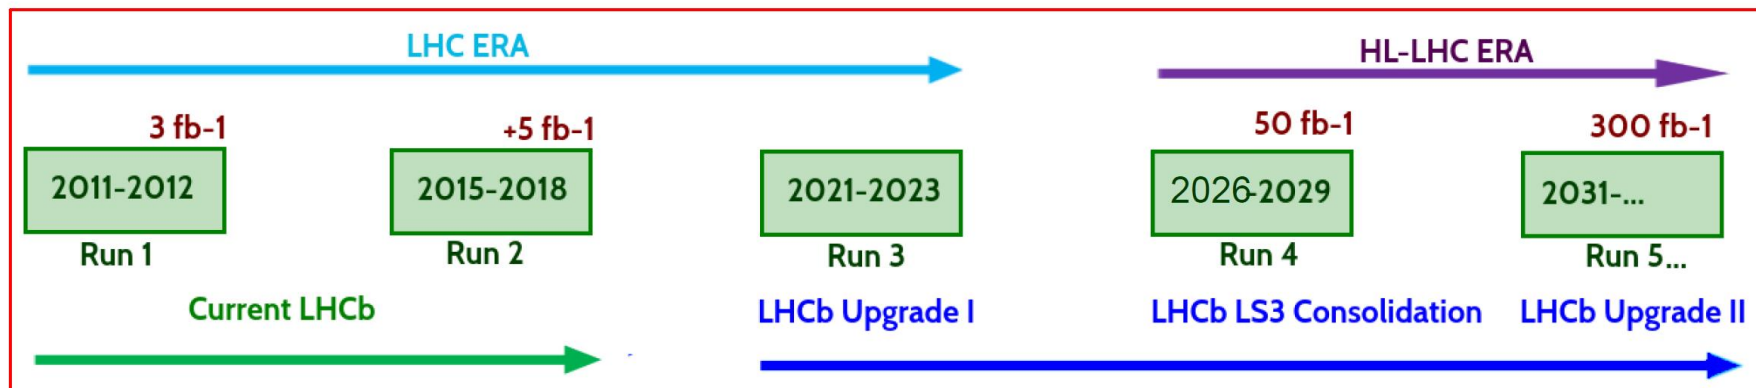 LHC ERA
HL-LHC ERA
3 fb-1
+5 fb-1
50 fb-1
300 fb-1
2011-2012
2015-2018
2021-2023
2026-2029
2031-...
Run 1
Run 2
Run 3
Run 4
Run 5...
Current LHCb
LHCb Upgrade I
LHCb LS3 Consolidation
LHCb Upgrade II